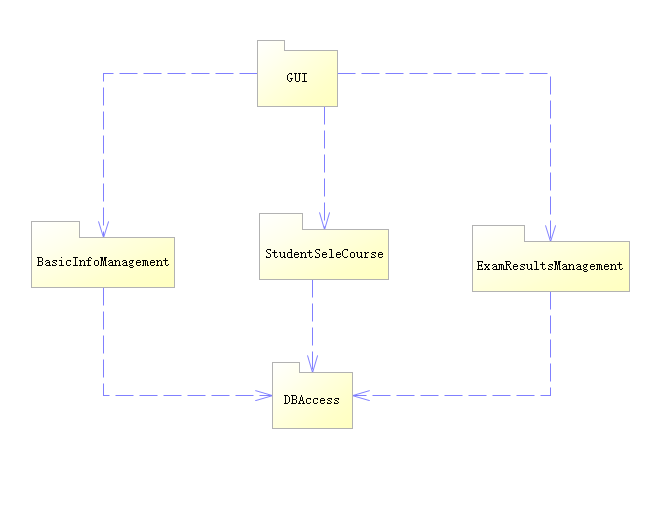 GUI
BasicInfoManagement
StudentSeleCourse
ExamResultsManagement
DBAccess